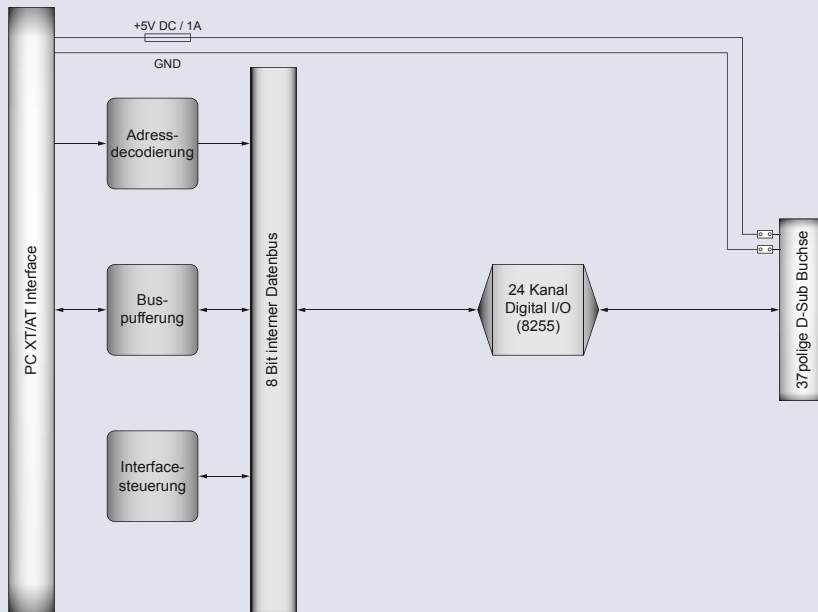 +5V DC / 1A
GND
PC XT/AT Interface
Adress-
decodierung
Bus-
pufferung
Interface-
steuerung
8 Bit interner Datenbus
24 Kanal
Digital I/O
(8255)
37polige D-Sub Buchse